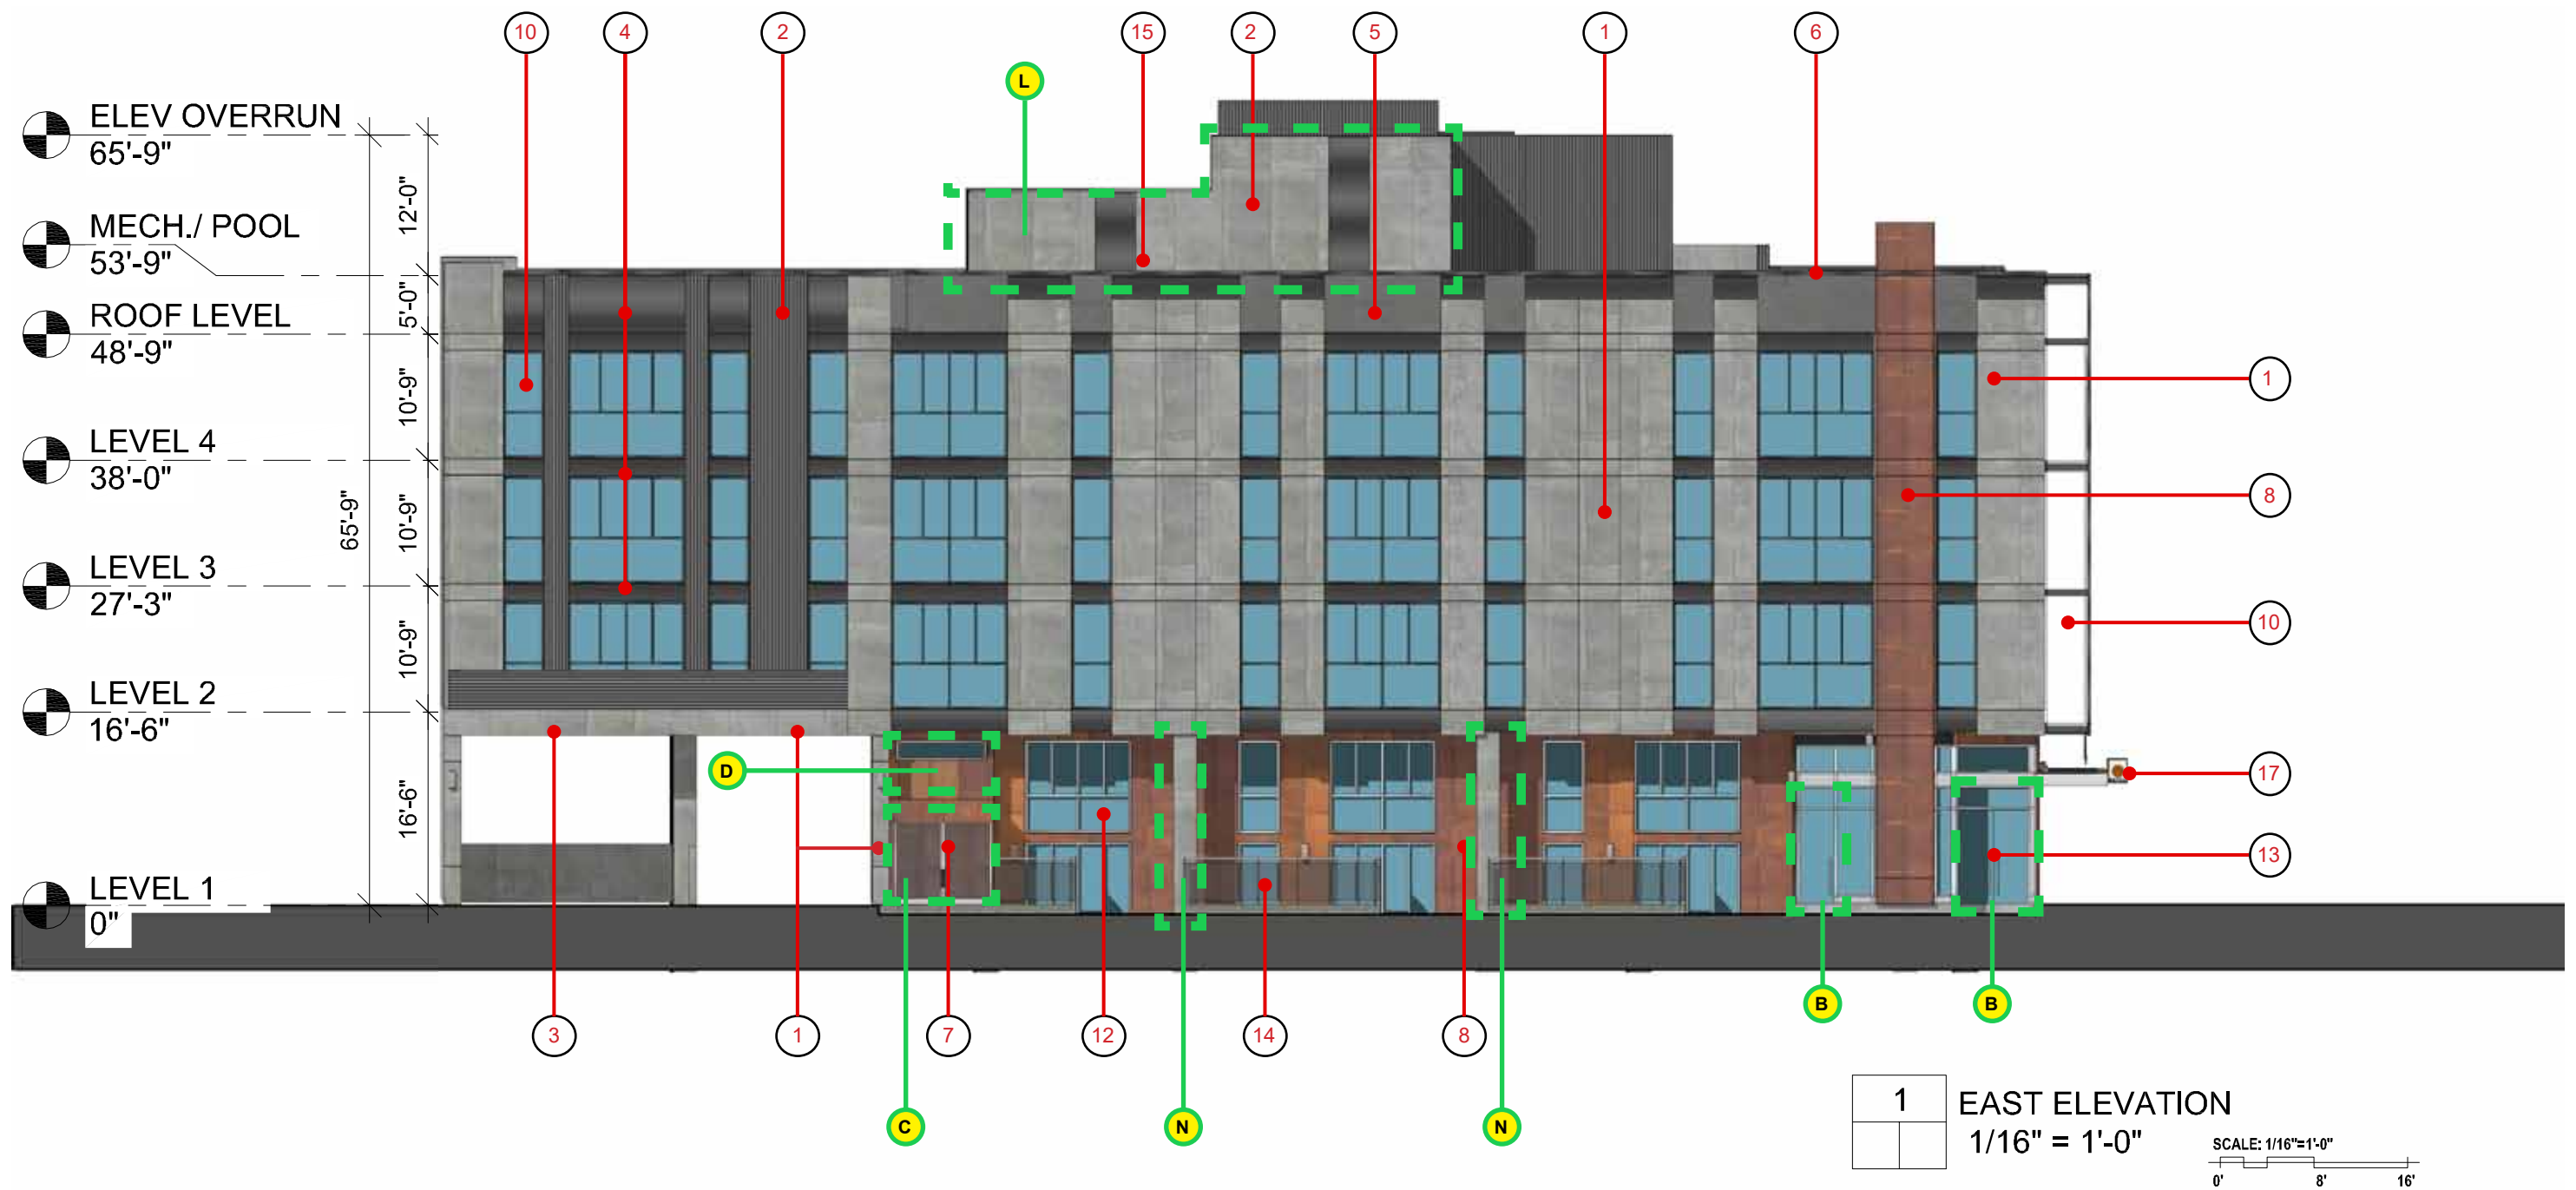 10 4 2 15 2 5 1 6
L
ELEV OVERRUN
65'-9"
12'-0"
MECH./ POOL
53'-9"
5'-0"
ROOF LEVEL
48'-9"
10'-9"
1
LEVEL 4
38'-0"
65'-9"
10'-9"
8
LEVEL 3
27'-3"
10'-9"
10
LEVEL 2
16'-6"
D
17
16'-6"
13
LEVEL 1
0"
B B
3 1 7 12 14 8
C N N
1
EAST ELEVATION
1/16" = 1'-0"
SCALE: 1/16"=1'-0"
0' 8' 16'